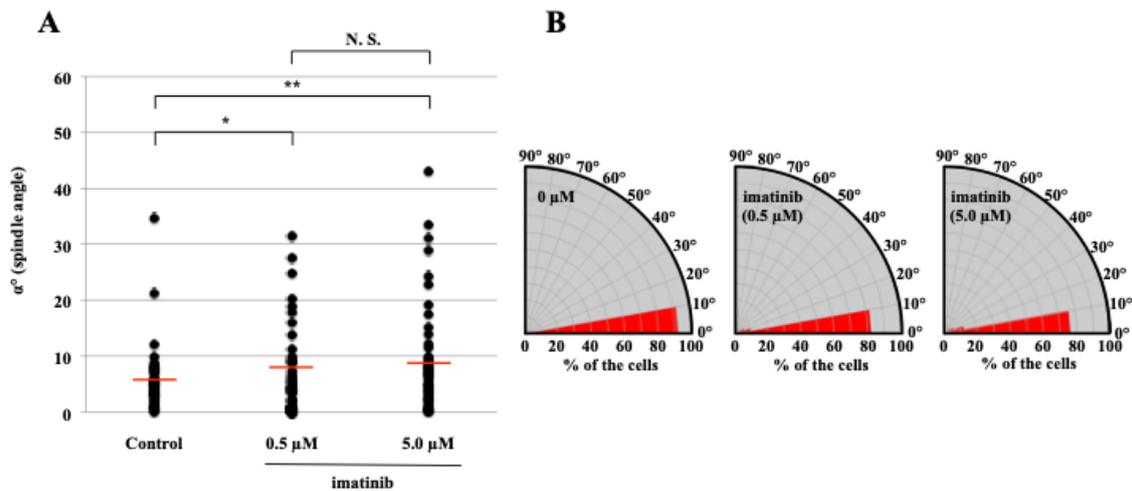 A
B
N. S.
**
*
60
50
40
30
20
10
0
α° (spindle angle)
Control
0.5 μM
5.0 μM
imatinib
90°
80°
70°
60°
50°
40°
30°
20°
10°
0°
0 μM
0 20 40 60 80 100
% of the cells
90°
80°
70°
60°
50°
40°
30°
20°
10°
0°
imatinib
(0.5 μM)
0 20 40 60 80 100
% of the cells
90°
80°
70°
60°
50°
40°
30°
20°
10°
0°
imatinib
(5.0 μM)
0 20 40 60 80 100
% of the cells